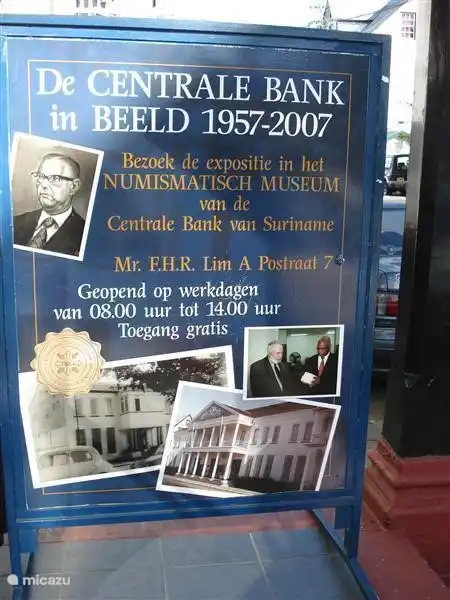 De CENTRALE BANK
in BEELD 1957-2007
Bezoek de expositie in het
NUMISMATISCH MUSEUM
van de
Centrale Bank van Suriname
Mr. F.H.R. Lim A Postraat 7
Geopend op werkdagen
van 08.00 uur tot 14.00 uur
Toegang gratis
micazu